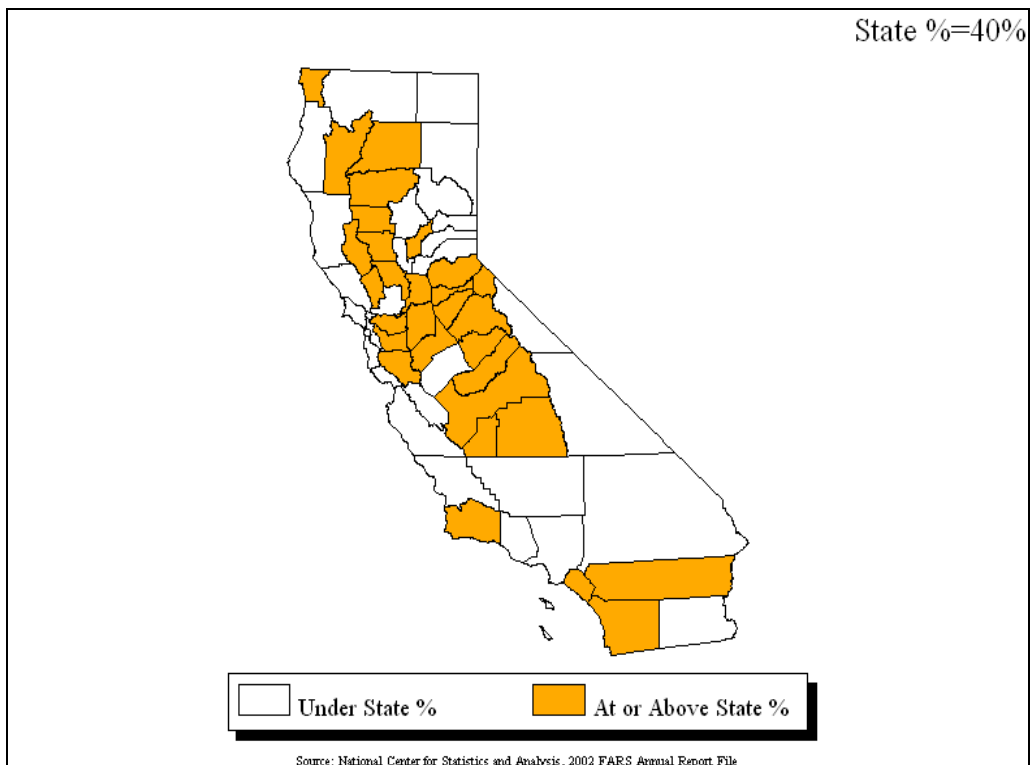 State %=40%
Under State %
At or Above State %
Source: National Center for Statistics and Analysis, 2002 FARS Annual Report File